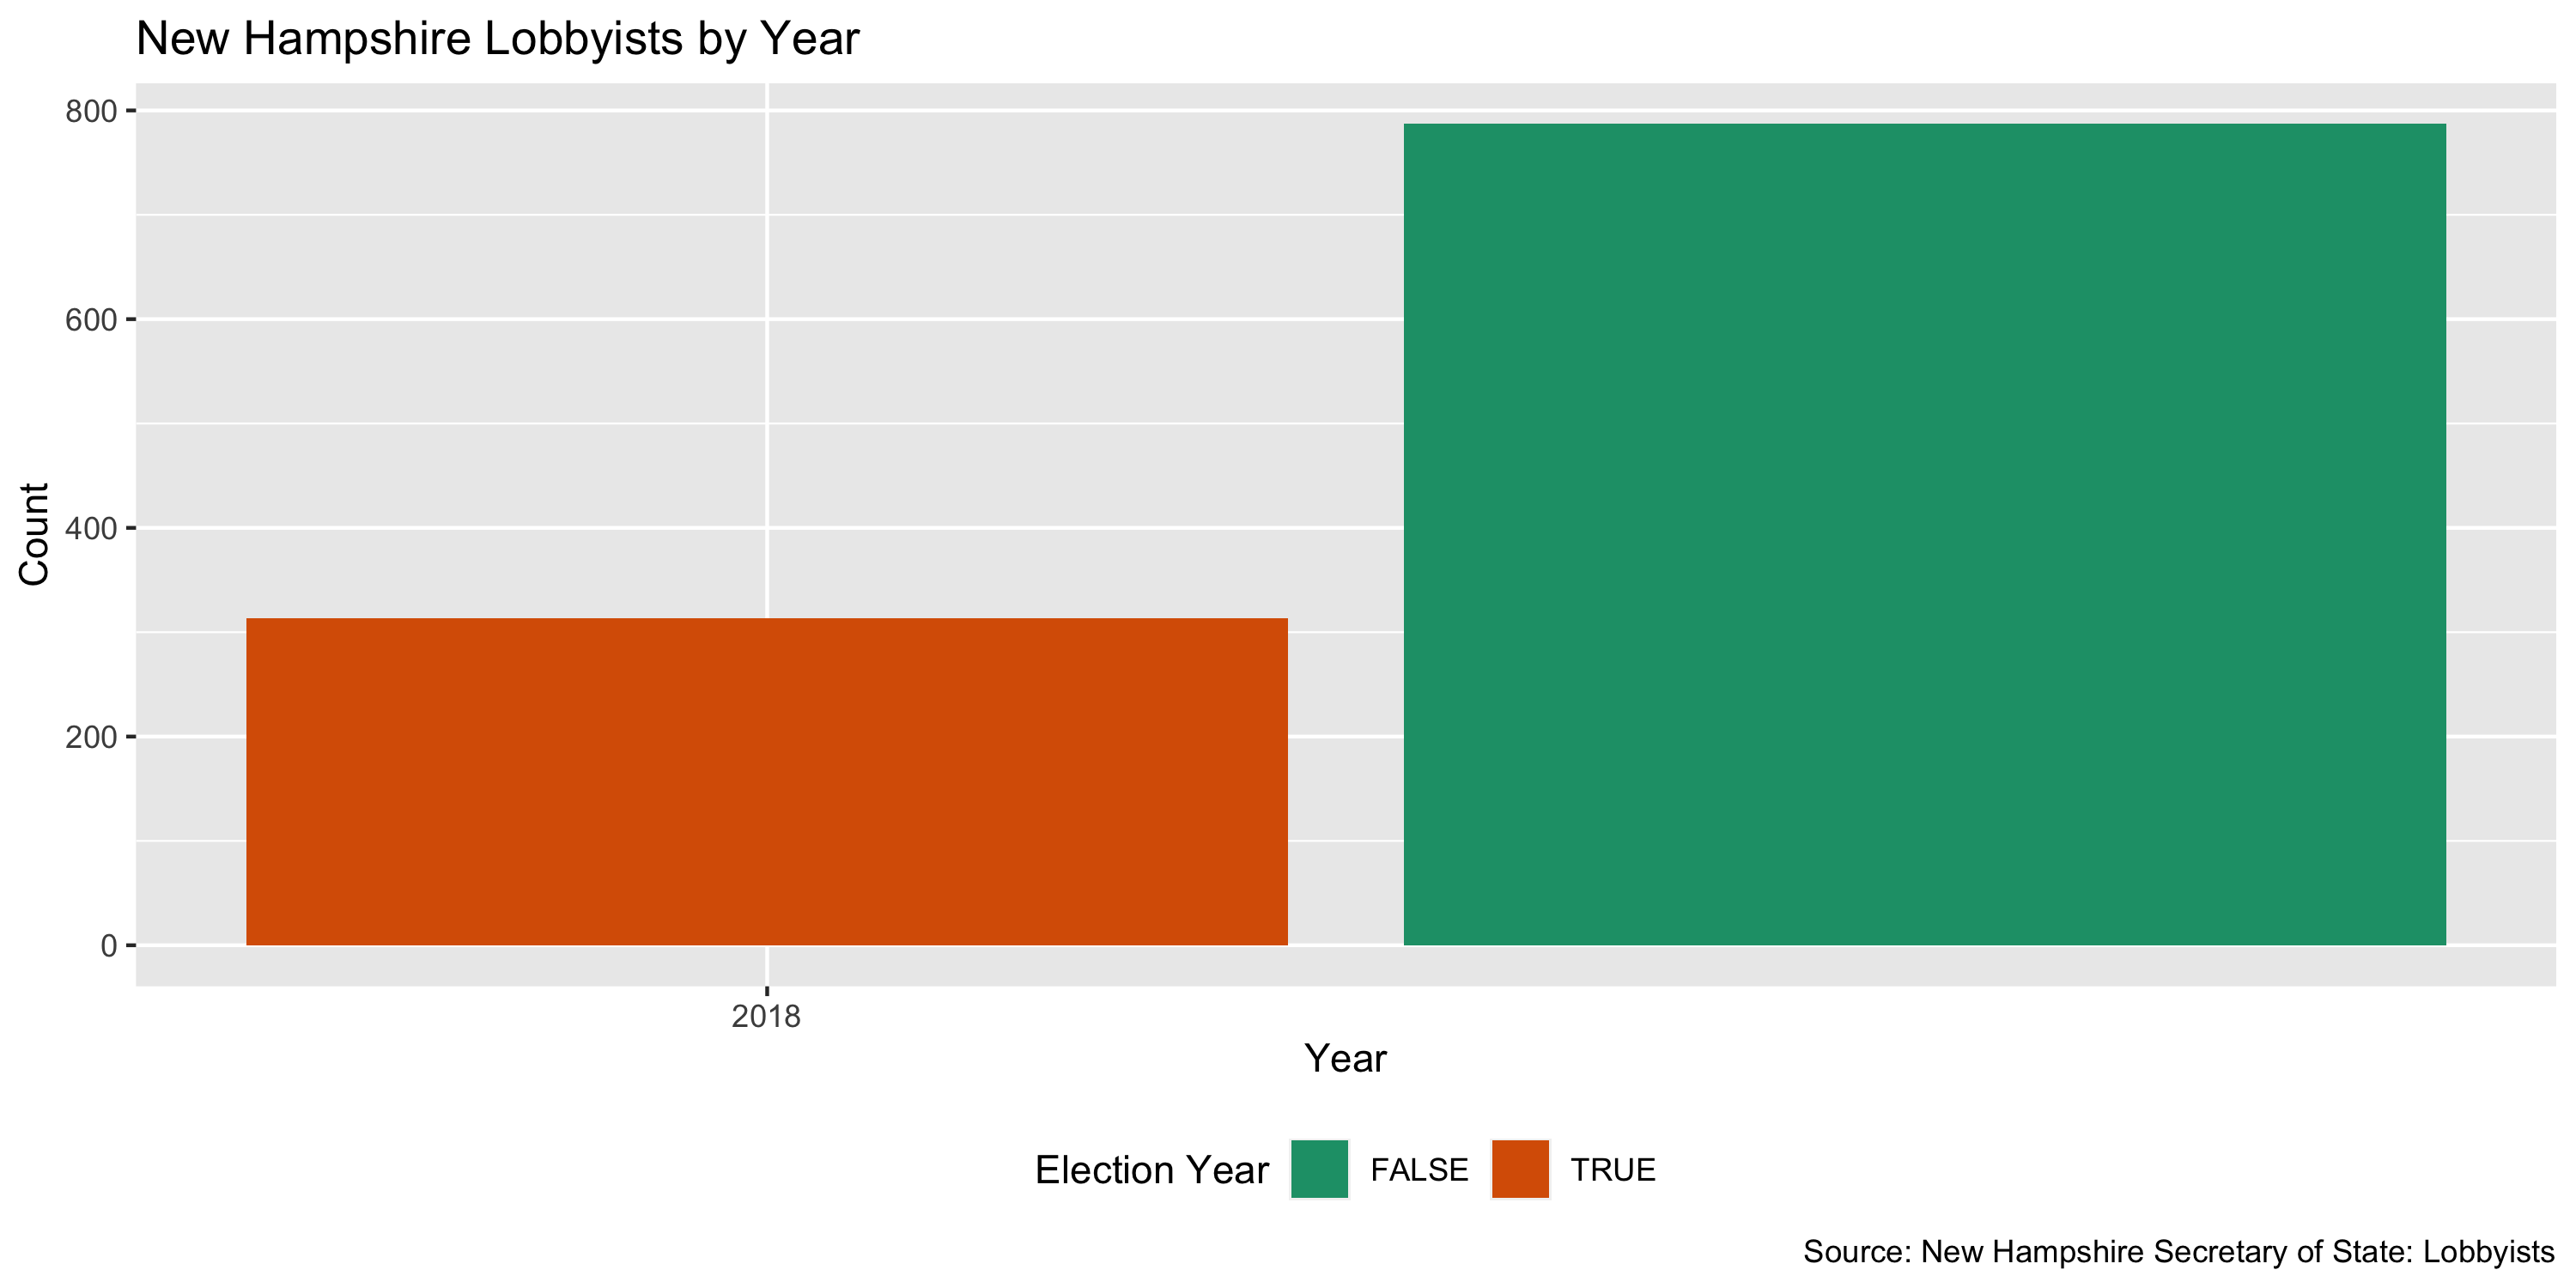 New Hampshire Lobbyists by Year
Count
800
600
400
200
0
2018
Year
Election Year FALSE TRUE
Source: New Hampshire Secretary of State: Lobbyists